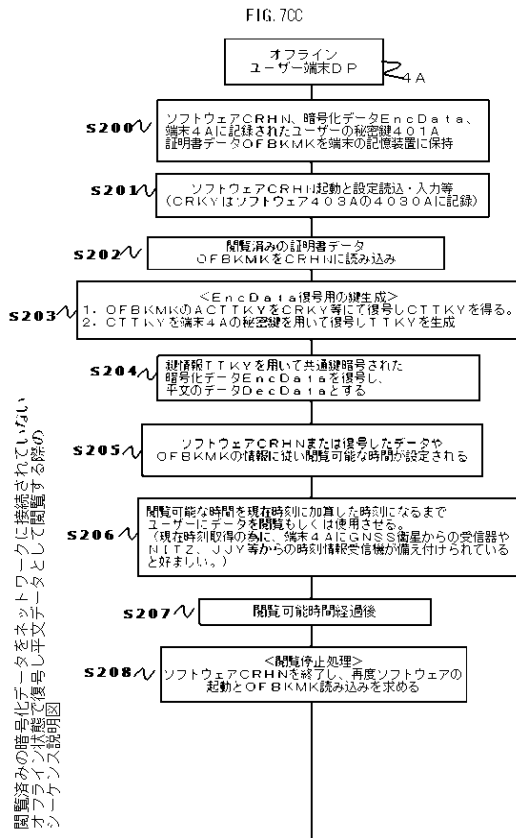 FIG. 7CC
オフライン
ユーザー端末DP
4A
S200
ソフトウェアCRHN、暗号化データEncData、
端末4Aに記録されたユーザーの秘密鍵401A
証明書データOFBKMKを端末の記憶装置に保持
S201
ソフトウェアCRHN起動と設定読込・入力等
(CRKYはソフトウェア403Aの4030Aに記録)
S202
閲覧済みの証明書データ
OFBKMKをCRHNに読み込み
S203
<EncData復号用の鍵生成>
1. OFBKMKのACTTKYをCRKY等にて復号しCTTKYを得る。
2. CTTKYを端末4Aの秘密鍵を用いて復号しTTKYを生成
S204
鍵情報TTKYを用いて共通鍵暗号された
暗号化データEncDataを復号し、
平文のデータDecDataとする
S205
ソフトウェアCRHNまたは復号したデータや
OFBKMKの情報に従い閲覧可能な時間が設定される
S206
閲覧可能な時間を現在時刻に加算した時刻になるまで
ユーザーにデータを閲覧もしくは使用させる。
(現在時刻取得の為に、端末4AにGNSS衛星からの受信器や
NITZ、JJY等からの時刻情報受信機が備え付けられている
と好ましい。)
S207
閲覧可能時間経過後
S208
<閲覧停止処理>
ソフトウェアCRHNを終了し、再度ソフトウェアの
起動とOFBKMK読み込みを求める
閲覧済みの暗号化データをネットワークに接続されていない
オフライン状態で復号し平文データとして閲覧する際の
シーケンス説明図